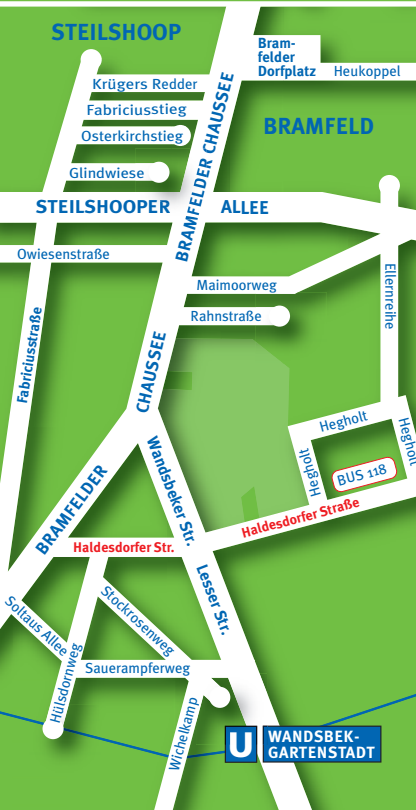 STEILSHOOP
Bram-
felder
Dorfplatz
Heukoppel
Krügers Redder
Fabriciusstieg
Osterkirchstieg
BRAMFELD
Glindwiese
BRAMFELDER CHAUSSEE
STEILSHOOPER ALLEE
Owiesenstraße
Maimoorweg
Ellernreihe
Rahnstraße
Fabriciusstraße
CHAUSSEE
Hegholt
Hegholt
Hegholt
BUS 118
BRAMFELDER
Wandsbeker Str.
Haldesdorfer Straße
Haldesdorfer Str.
Lesser Str.
Soltaus Allee
Stockrosenweg
Hülsdornweg
Sauerampferweg
Wichelkamp
U
WANDSBEK-
GARTENSTADT